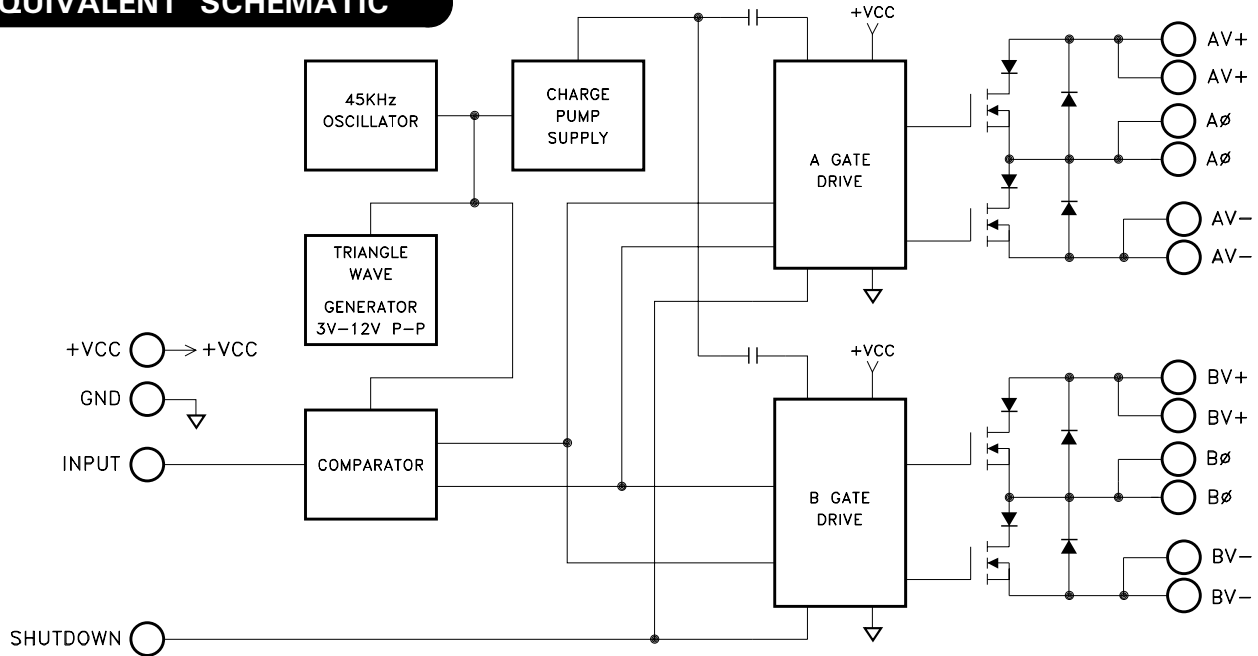 QUIVALENT SCHEMATIC
+VCC
45KHz
OSCILLATOR
CHARGE
PUMP
SUPPLY
A GATE
DRIVE
AV+
AV+
AØ
AØ
AV-
AV-
TRIANGLE
WAVE
GENERATOR
3V-12V P-P
+VCC
+VCC
GND
INPUT
COMPARATOR
+VCC
B GATE
DRIVE
BV+
BV+
BØ
BØ
BV-
BV-
SHUTDOWN